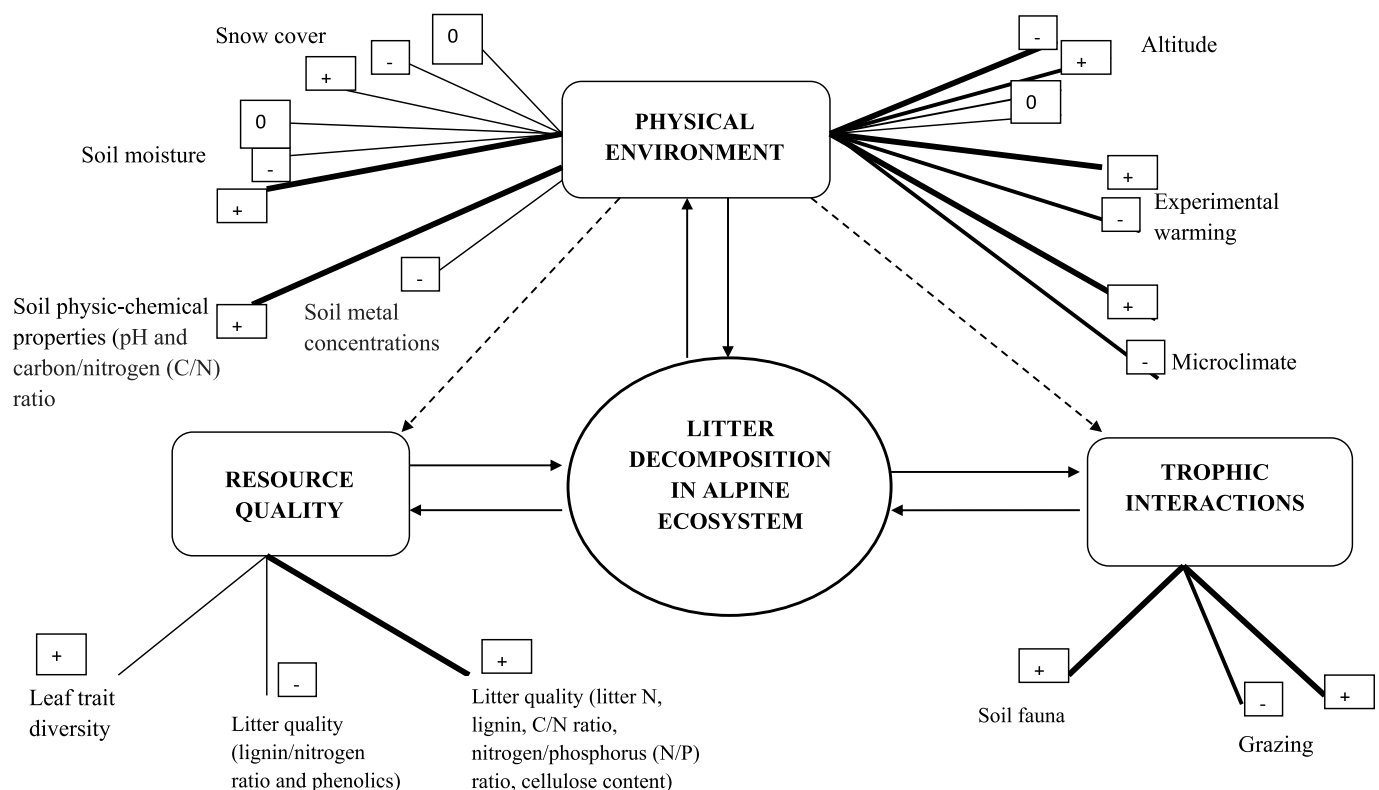 Snow cover
0
-
+
-
+
Altitude
0
0
-
+
Soil moisture
PHYSICAL
ENVIRONMENT
+
-
Experimental
warming
+
-
Microclimate
-
Soil metal
concentrations
+
Soil physic-chemical
properties (pH and
carbon/nitrogen (C/N)
ratio
RESOURCE
QUALITY
LITTER
DECOMPOSITION
IN ALPINE
ECOSYSTEM
TROPHIC
INTERACTIONS
+
Leaf trait
diversity
-
Litter quality
(lignin/nitrogen
ratio and phenolics)
+
Litter quality (litter N,
lignin, C/N ratio,
nitrogen/phosphorus (N/P)
ratio, cellulose content)
+
Soil fauna
-
+
Grazing